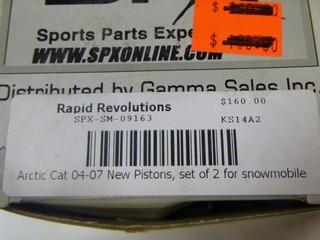 Sports Parts Expe
WWW.SPXONLINE.COM
$
$
Distributed by Gamma Sales Inc.
Rapid Revolutions $160.00
SPX-SM-09163 KS14A2
Arctic Cat 04-07 New Pistons, set of 2 for snowmobile